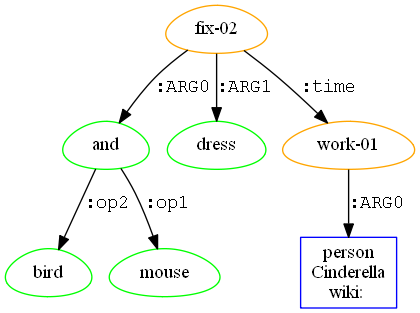 fix-02
:ARG0 :ARG1 :time
and dress work-01
:op2 :op1 :ARG0
bird mouse person
Cinderella
wiki: